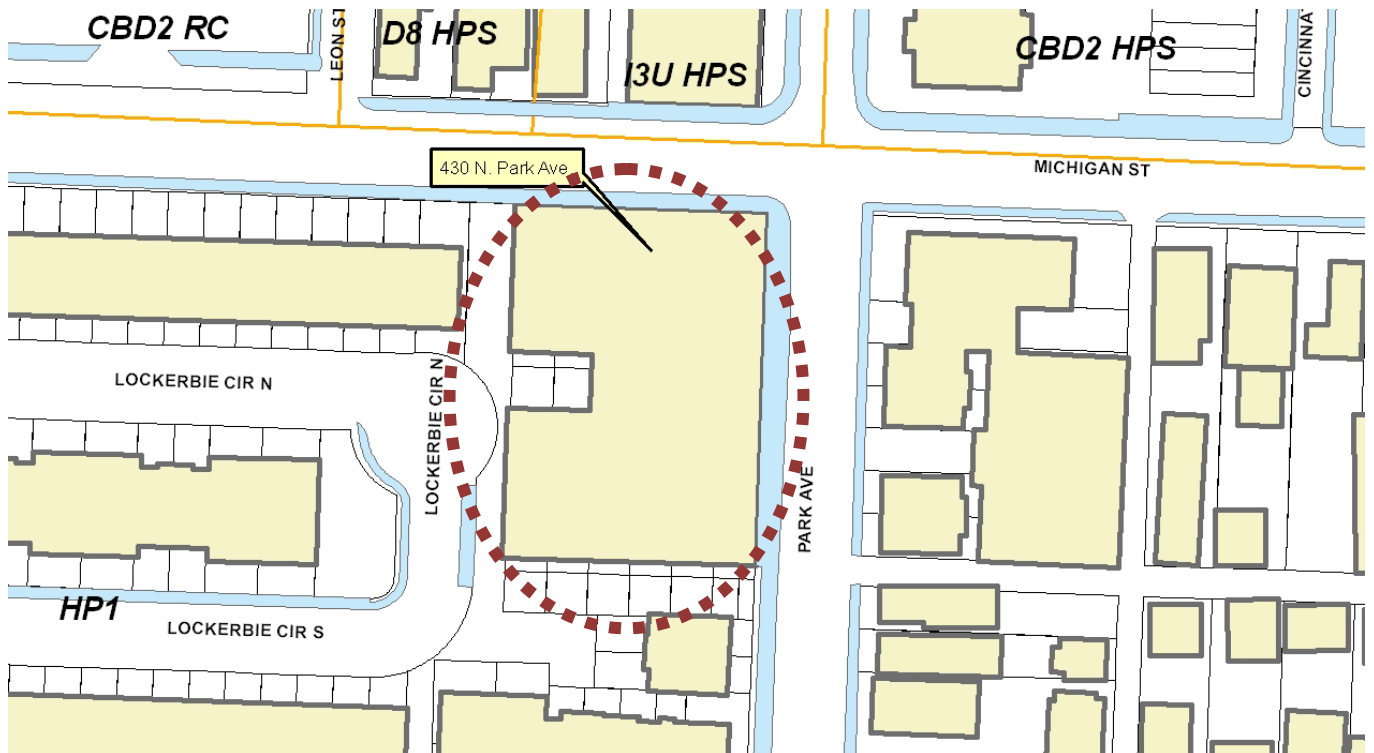 CBD2 RC
LEON ST
D8 HPS
I3U HPS
CBD2 HPS
CINCINNAT
430 N. Park Ave
MICHIGAN ST
LOCKERBIE CIR N
LOCKERBIE CIR N
PARK AVE
HP1
LOCKERBIE CIR S